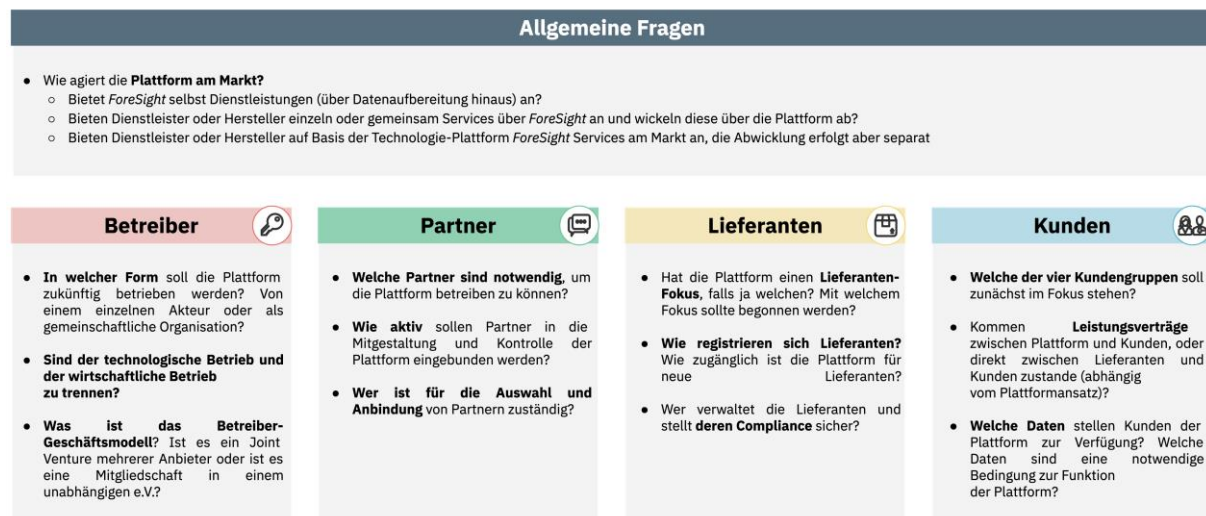 Allgemeine Fragen
● Wie agiert die Plattform am Markt?
○ Bietet ForeSight selbst Dienstleistungen (über Datenaufbereitung hinaus) an?
○ Bieten Dienstleister oder Hersteller einzeln oder gemeinsam Services über ForeSight an und wickeln diese über die Plattform ab?
○ Bieten Dienstleister oder Hersteller auf Basis der Technologie-Plattform ForeSight Services am Markt an, die Abwicklung erfolgt aber separat
Betreiber
● In welcher Form soll die Plattform
zukünftig betrieben werden? Von
einem einzelnen Akteur oder als
gemeinschaftliche Organisation?
● Sind der technologische Betrieb und
der wirtschaftliche Betrieb
zu trennen?
● Was ist das Betreiber-
Geschäftsmodell? Ist es ein Joint
Venture mehrerer Anbieter oder ist es
eine Mitgliedschaft in einem
unabhängigen e.V.?
Partner
● Welche Partner sind notwendig, um
die Plattform betreiben zu können?
● Wie aktiv sollen Partner in die
Mitgestaltung und Kontrolle der
Plattform eingebunden werden?
● Wer ist für die Auswahl und
Anbindung von Partnern zuständig?
Lieferanten
● Hat die Plattform einen Lieferanten-
Fokus, falls ja welchen? Mit welchem
Fokus sollte begonnen werden?
● Wie registrieren sich Lieferanten?
Wie zugänglich ist die Plattform für
neue Lieferanten?
● Wer verwaltet die Lieferanten und
stellt deren Compliance sicher?
Kunden
● Welche der vier Kundengruppen soll
zunächst im Fokus stehen?
● Kommen Leistungsverträge
zwischen Plattform und Kunden, oder
direkt zwischen Lieferanten und
Kunden zustande (abhängig
vom Plattformansatz)?
● Welche Daten stellen Kunden der
Plattform zur Verfügung? Welche
Daten sind eine notwendige
Bedingung zur Funktion
der Plattform?